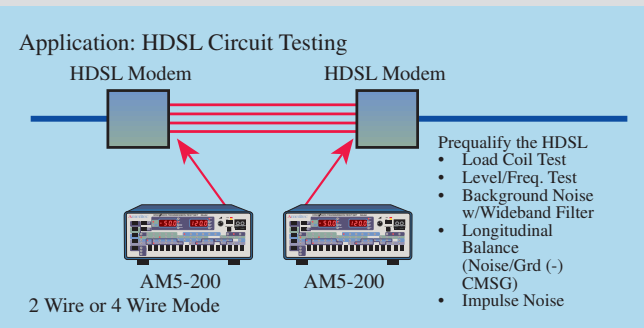 Application: HDSL Circuit Testing
HDSL Modem
HDSL Modem
Prequalify the HDSL
• Load Coil Test
• Level/Freq. Test
• Background Noise
w/Wideband Filter
• Longitudinal
Balance
(Noise/Grd (-)
CMSG)
• Impulse Noise
AM5-200
AM5-200
2 Wire or 4 Wire Mode